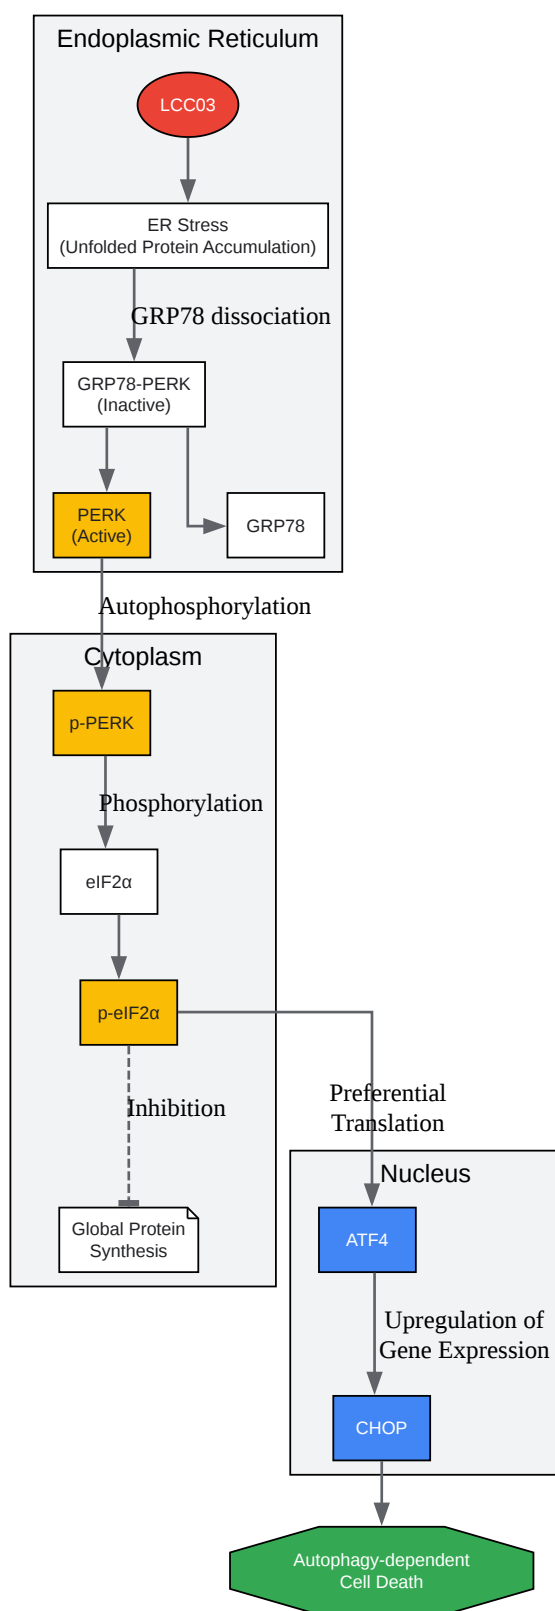 Endoplasmic Reticulum
LCC03
ER Stress
(Unfolded Protein Accumulation)
GRP78 dissociation
GRP78-PERK
(Inactive)
PERK
(Active)
GRP78
Autophosphorylation
Cytoplasm
p-PERK
Phosphorylation
eIF2α
p-eIF2α
Inhibition
Preferential
Translation
Global Protein
Synthesis
Nucleus
ATF4
Upregulation of
Gene Expression
CHOP
Autophagy-dependent
Cell Death